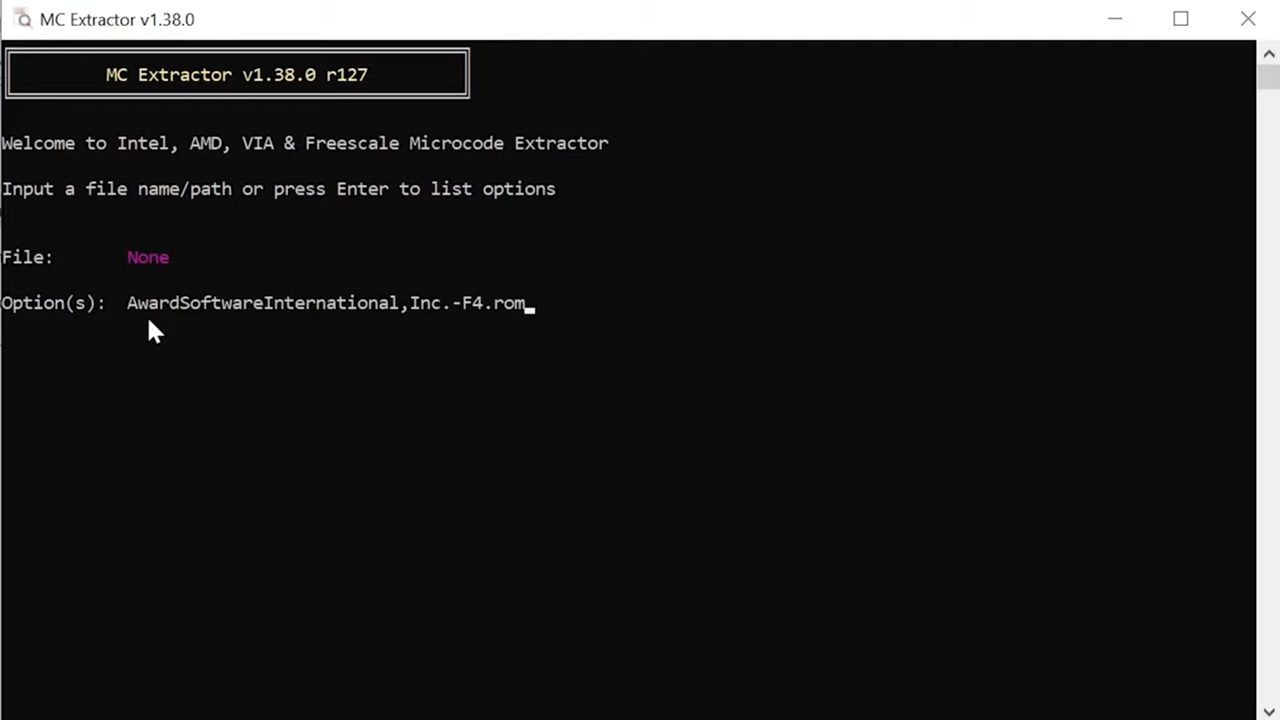 MC Extractor v1.38.0
MC Extractor v1.38.0 r127
Welcome to Intel, AMD, VIA & Freescale Microcode Extractor
Input a file name/path or press Enter to list options
File: None
Option(s): AwardSoftwareInternational,Inc.-F4.rom_